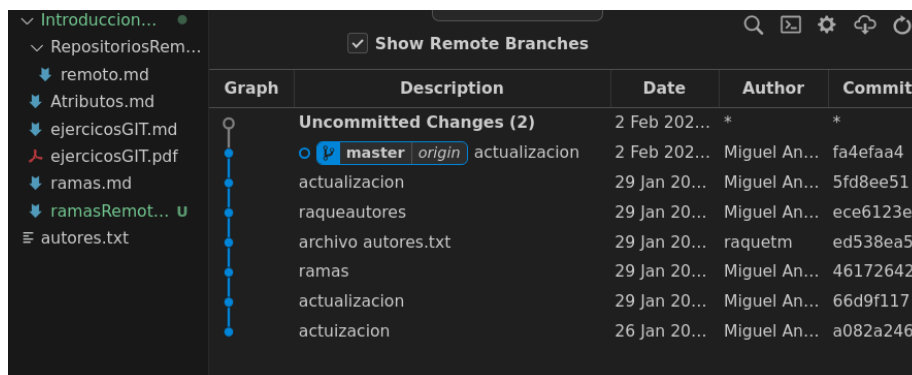 Introduccion...
RepositoriosRem...
remoto.md
Atributos.md
ejercicosGIT.md
ejercicosGIT.pdf
ramas.md
ramasRemot... U
autores.txt
Show Remote Branches
Graph Description Date Author Commit
Uncommitted Changes (2) 2 Feb 202... * *
master origin actualizacion 2 Feb 202... Miguel An... fa4efaa4
actualizacion 29 Jan 20... Miguel An... 5fd8ee51
raqueautores 29 Jan 20... Miguel An... ece6123e
archivo autores.txt 29 Jan 20... raquetm ed538ea5
ramas 29 Jan 20... Miguel An... 46172642
actualizacion 29 Jan 20... Miguel An... 66d9f117
actuizacion 26 Jan 20... Miguel An... a082a246